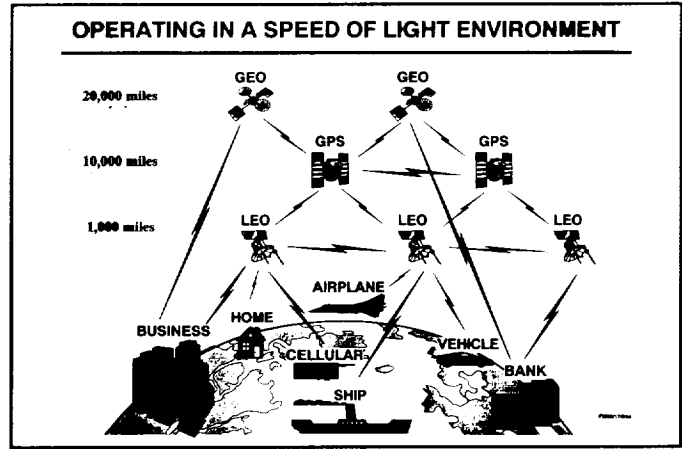 OPERATING IN A SPEED OF LIGHT ENVIRONMENT
GEO GEO
20,000 miles
GPS GPS
10,000 miles
LEO LEO LEO
1,000 miles
AIRPLANE
HOME
BUSINESS
VEHICLE
CELLULAR
BANK
SHIP